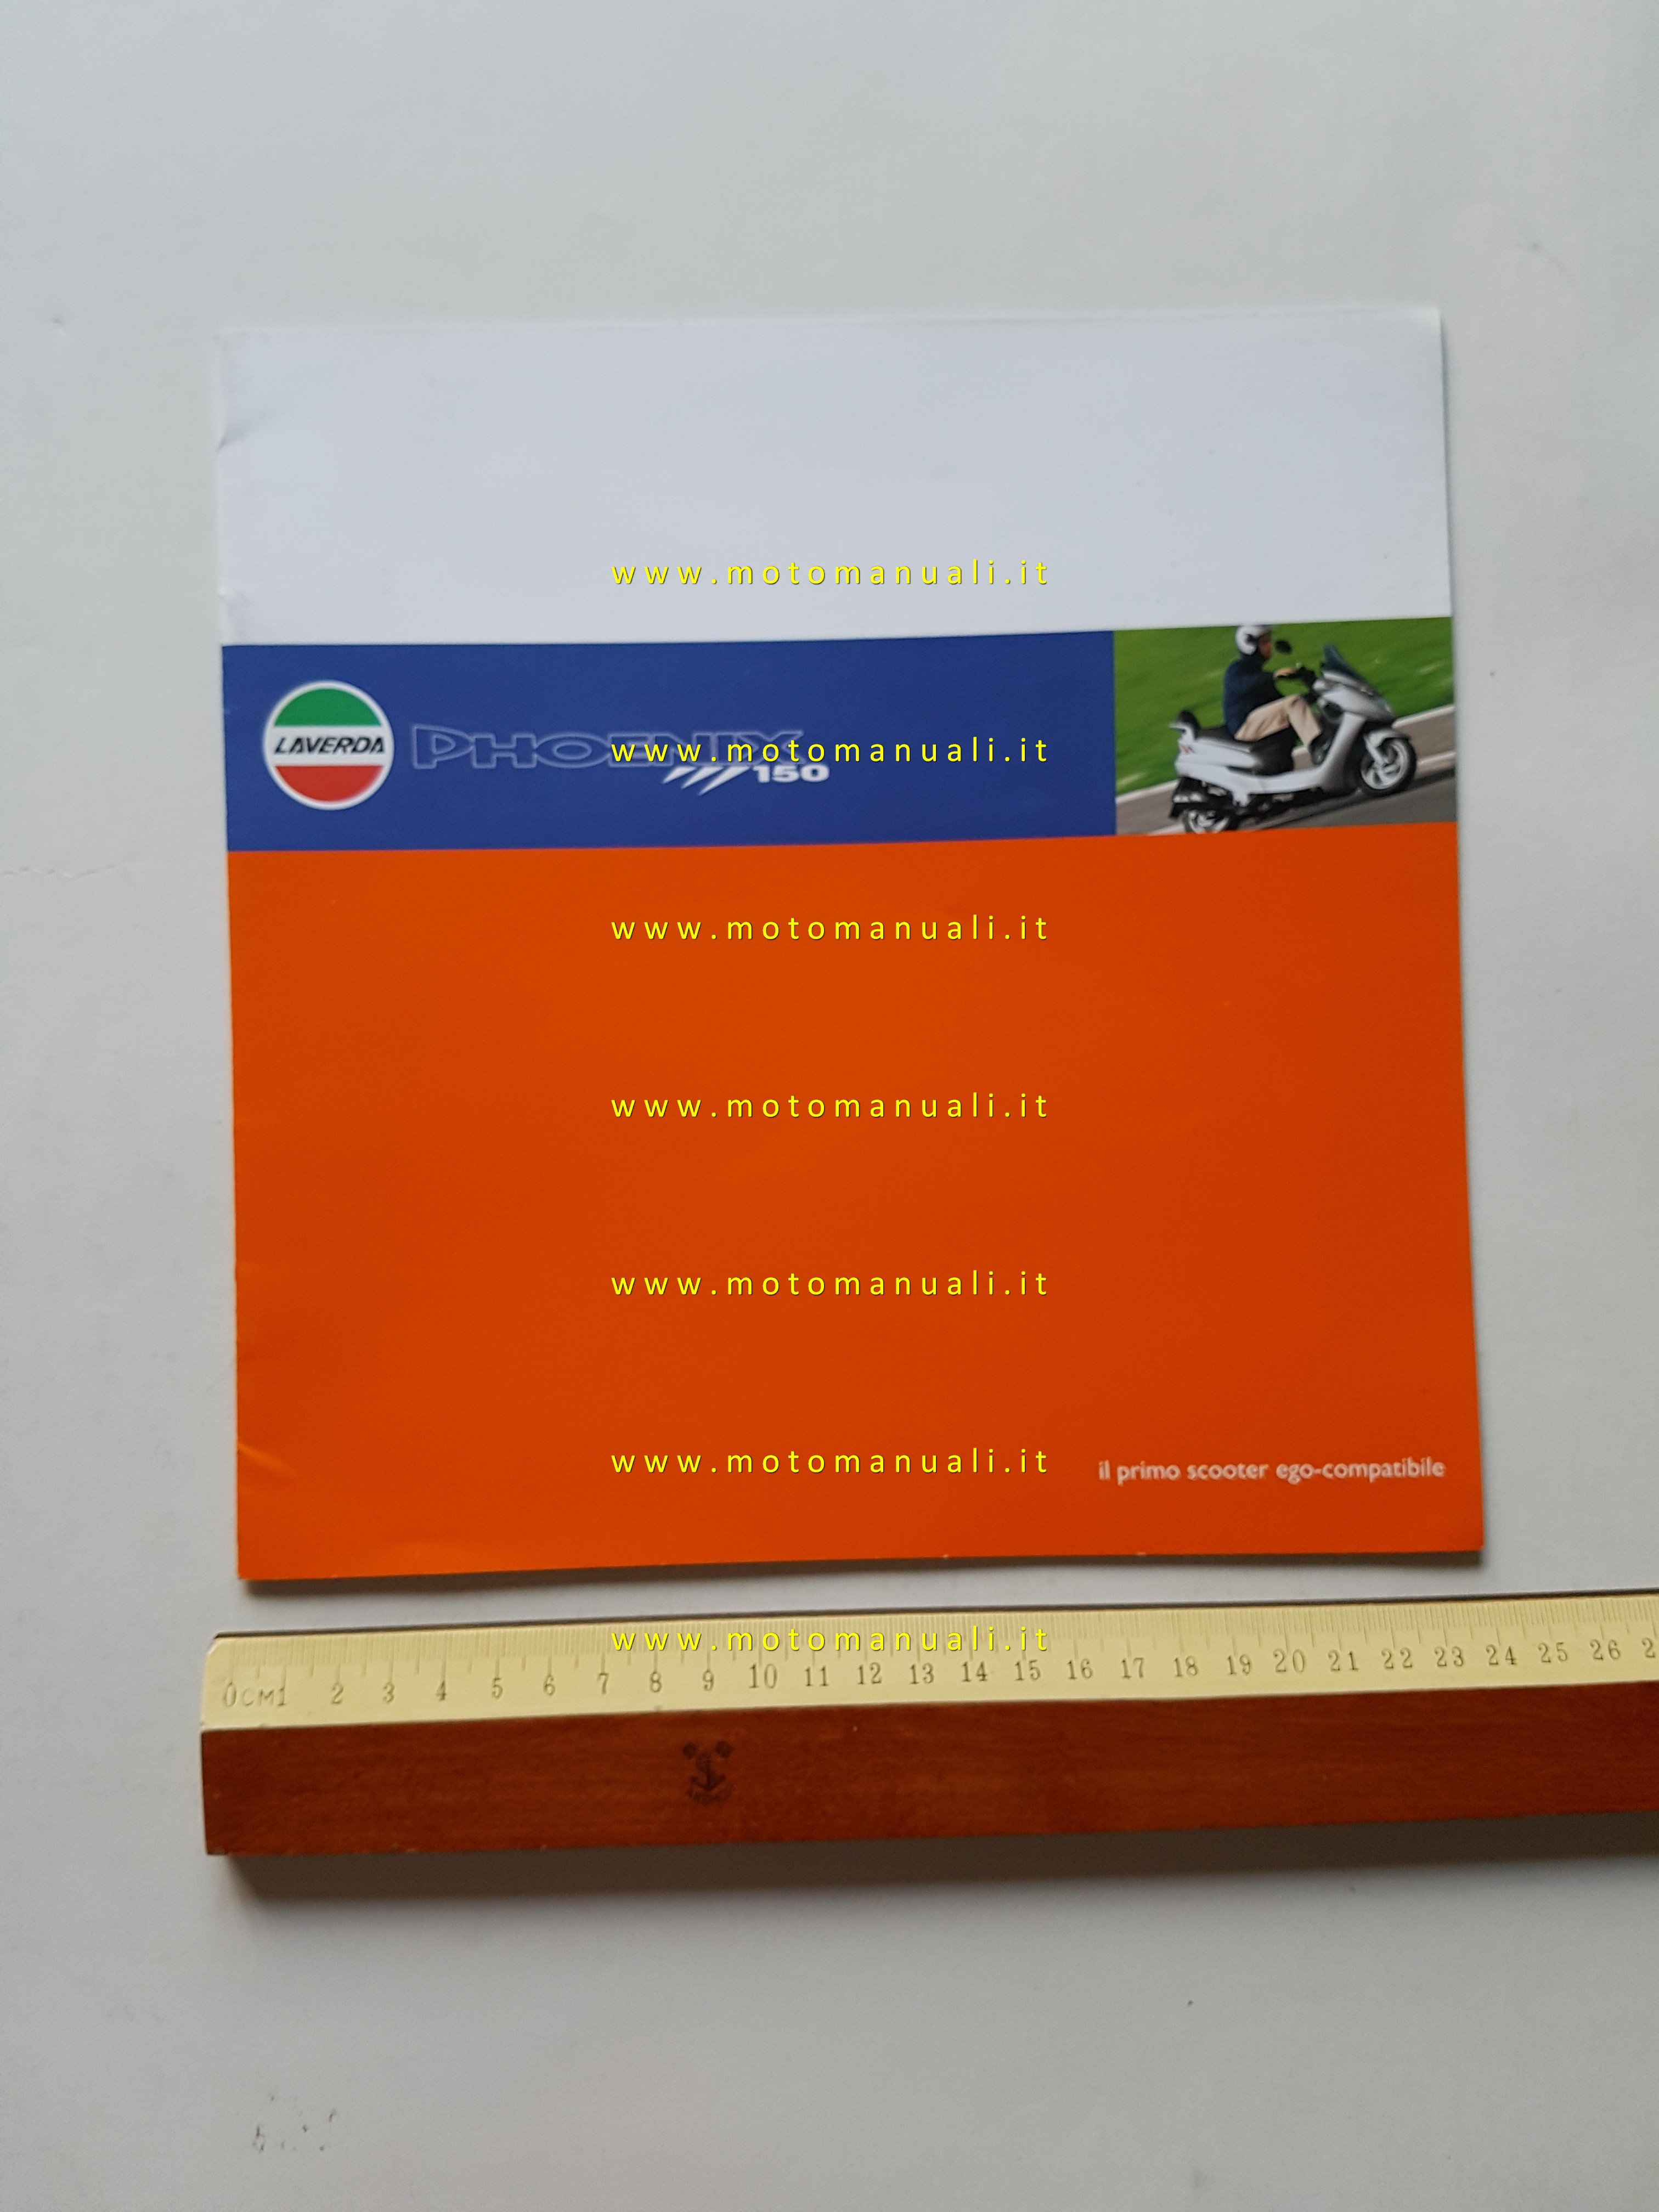 www.motomanuali.it
LAVERDA
PHOENIX
www.motomanuali.it
150
www.motomanuali.it
www.motomanuali.it
www.motomanuali.it
www.motomanuali.it
il primo scooter ego-compatibile
www.motomanuali.it
0CM1 2 3 4 5 6 7 8 9 10 11 12 13 14 15 16 17 18 19 20 21 22 23 24 25 26